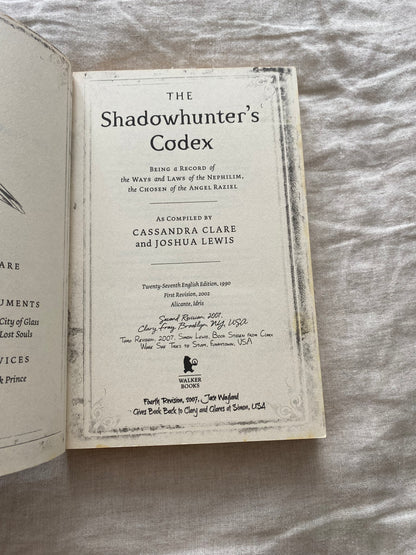 ARE
UMENTS
City of Glass
Lost Souls
VICES
k Prince
THE
Shadowhunter's
Codex
Being a Record of
the Ways and Laws of the Nephilim,
the Chosen of the Angel Raziel
As Compiled by
CASSANDRA CLARE
and JOSHUA LEWIS
Twenty-Seventh English Edition, 1990
First Revision, 2002
Alicante, Idris
Second Revision 2007,
Clary Fray, Brooklyn NY, USA
Third Revision, 2007, Simon Lewis, Book Stolen from Clary
While She Tries to Study, Funkytown, USA
WALKER
BOOKS
Fourth Revision, 2007, Jace Wayland
Gives Book Back to Clary and Glares at Simon, USA